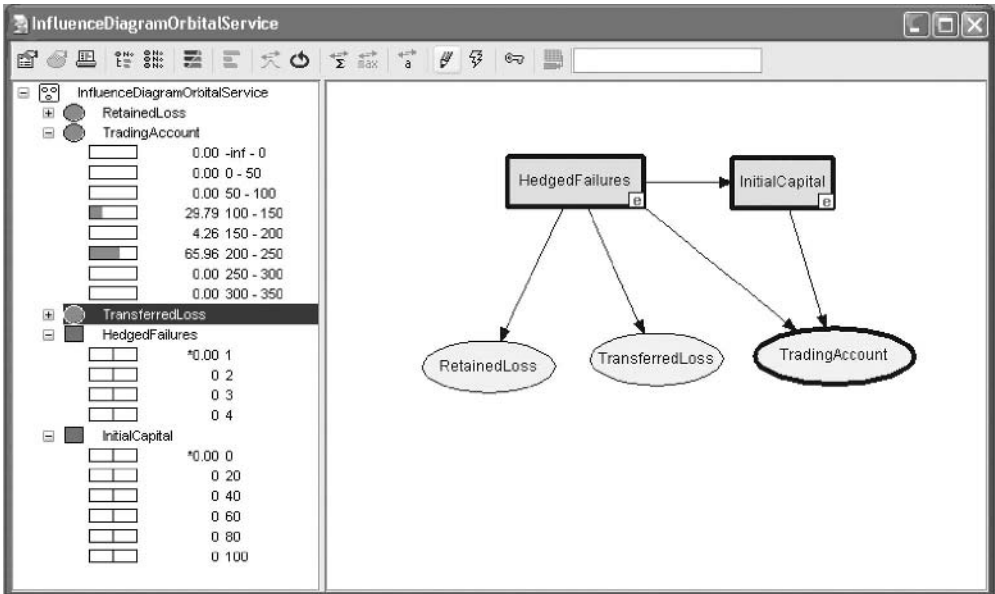 InfluenceDiagramOrbitalService
Σ max a
InfluenceDiagramOrbitalService
RetainedLoss
TradingAccount
0.00 -inf - 0
0.00 0 - 50
0.00 50 - 100
29.79 100 - 150
4.26 150 - 200
65.96 200 - 250
0.00 250 - 300
0.00 300 - 350
TransferredLoss
HedgedFailures
*0.00 1
0 2
0 3
0 4
InitialCapital
*0.00 0
0 20
0 40
0 60
0 80
0 100
HedgedFailures
e
InitialCapital
e
RetainedLoss
TransferredLoss
TradingAccount